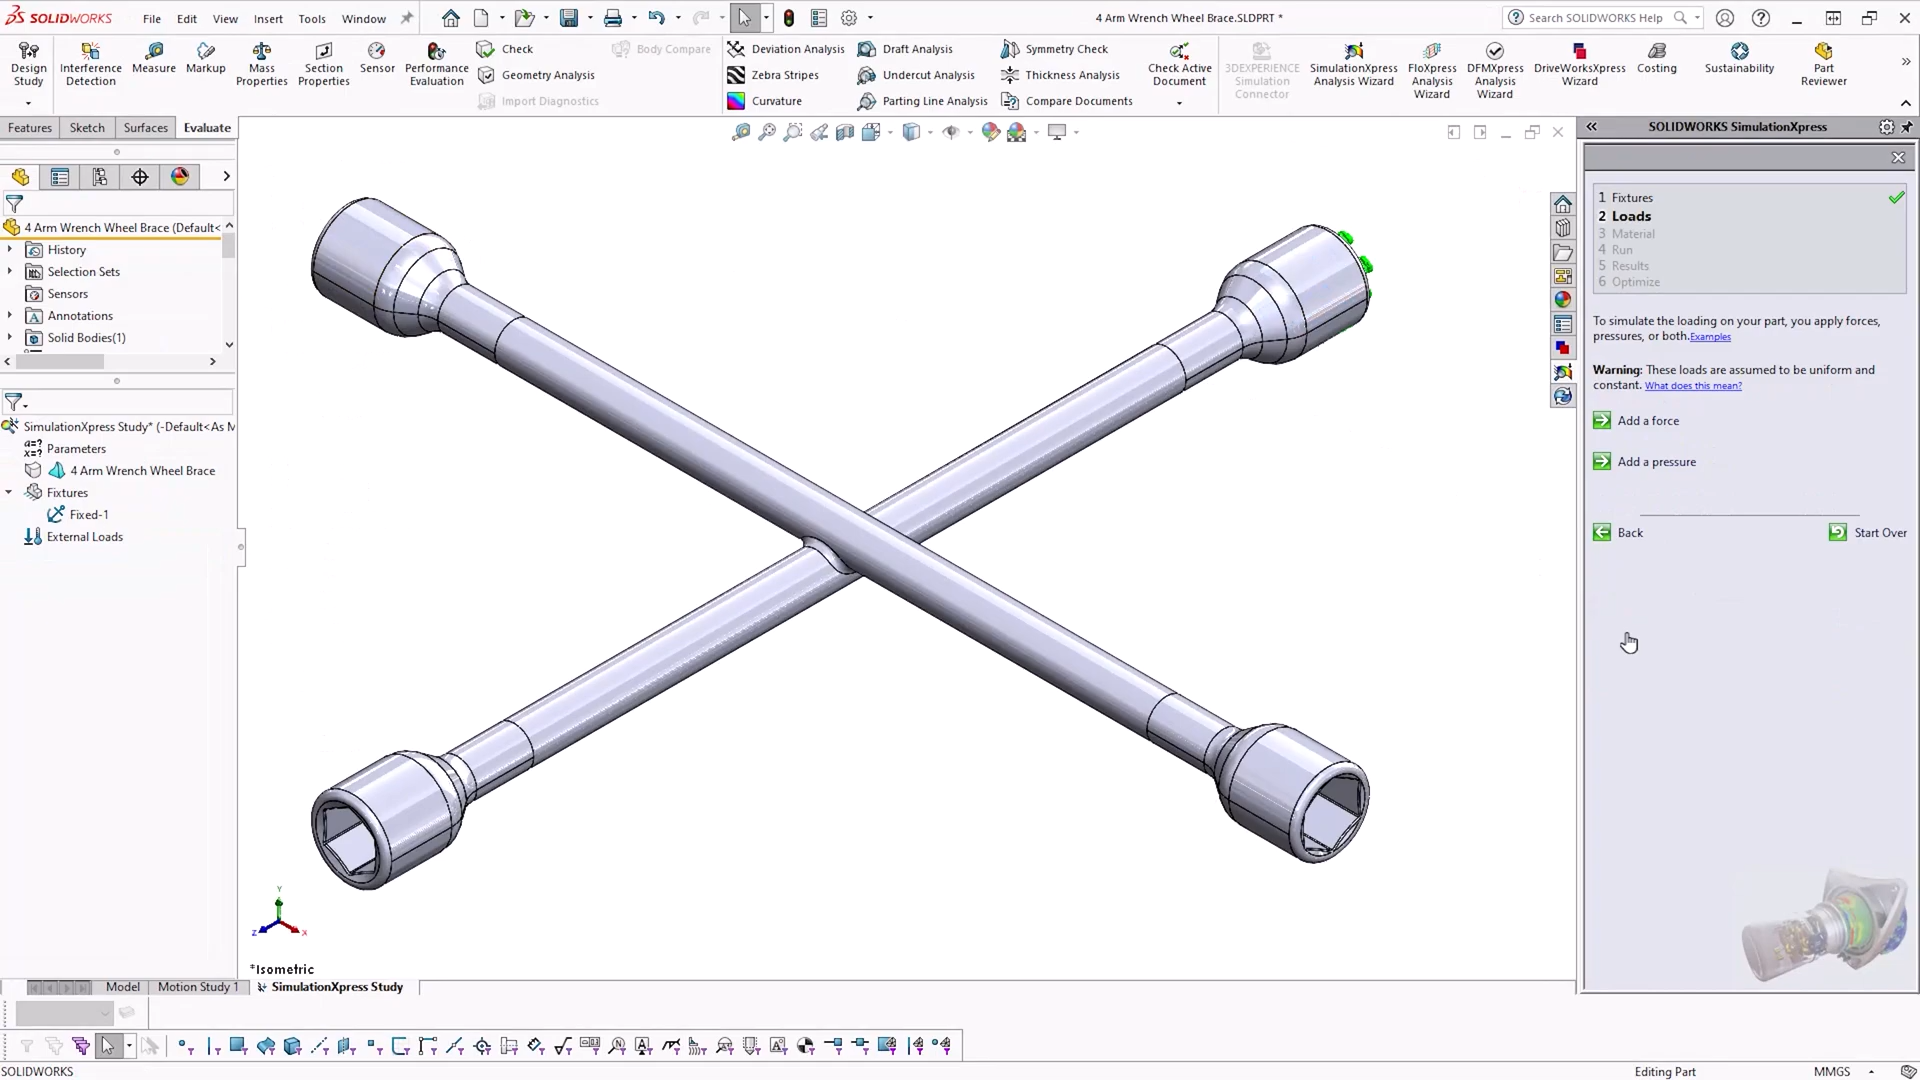 SOLIDWORKS File Edit View Insert Tools Window 4 Arm Wrench Wheel Brace.SLDPRT * Search SOLIDWORKS Help
Design Study
Interference Detection
Measure
Markup
Mass Properties
Section Properties
Sensor
Performance Evaluation
Check
Geometry Analysis
Import Diagnostics
Body Compare
Deviation Analysis
Zebra Stripes
Curvature
Draft Analysis
Undercut Analysis
Parting Line Analysis
Symmetry Check
Thickness Analysis
Compare Documents
Check Active Document
3DEXPERIENCE Simulation Connector
SimulationXpress Analysis Wizard
FloXpress Analysis Wizard
DFMXpress Analysis Wizard
DriveWorksXpress Wizard
Costing
Sustainability
Part Reviewer
Features Sketch Surfaces Evaluate
4 Arm Wrench Wheel Brace (Default<
History
Selection Sets
Sensors
Annotations
Solid Bodies(1)
SimulationXpress Study* (-Default<As M
Parameters
4 Arm Wrench Wheel Brace
Fixtures
Fixed-1
External Loads
Y
Z X
*Isometric
SOLIDWORKS SimulationXpress
1 Fixtures
2 Loads
3 Material
4 Run
5 Results
6 Optimize
To simulate the loading on your part, you apply forces,
pressures, or both.Examples
Warning: These loads are assumed to be uniform and
constant. What does this mean?
Add a force
Add a pressure
Back Start Over
Model Motion Study 1 SimulationXpress Study
SOLIDWORKS Editing Part MMGS